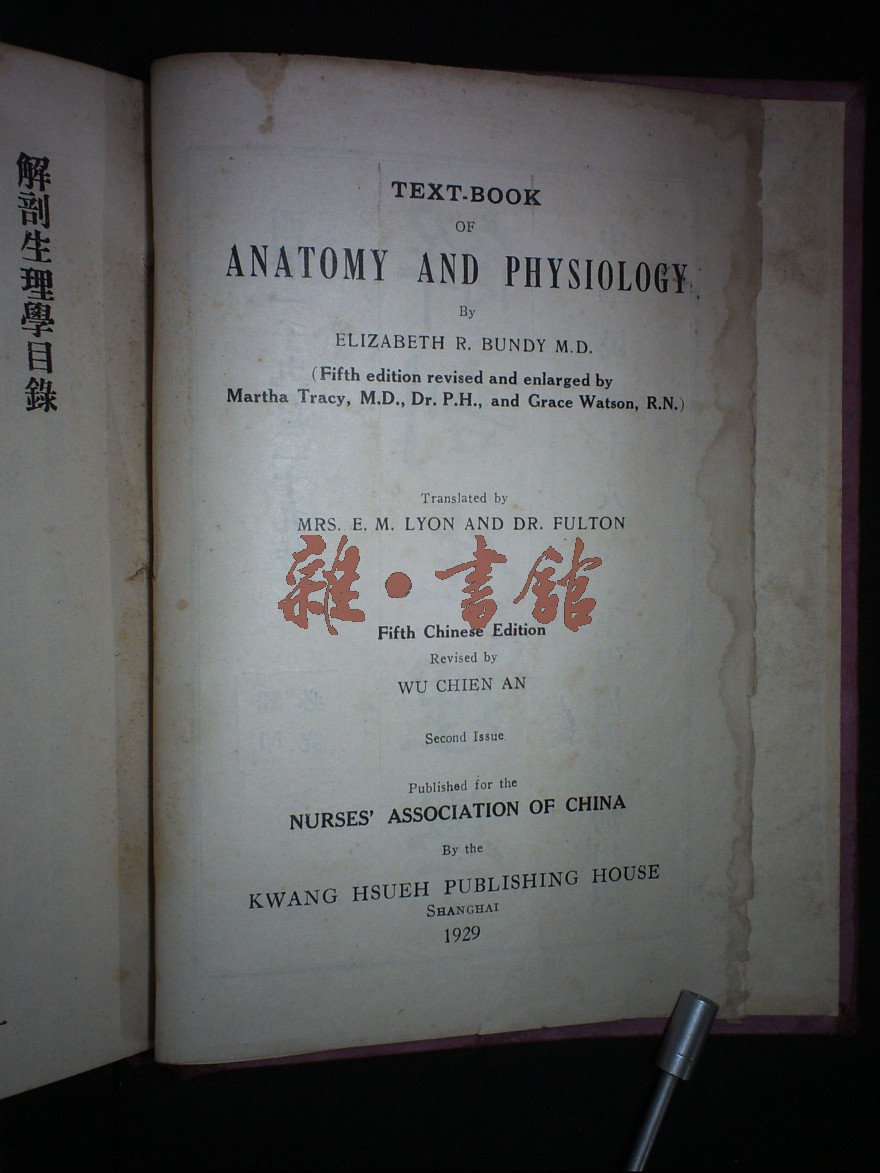 解剖生理學目錄
TEXT-BOOK
OF
ANATOMY AND PHYSIOLOGY
By
ELIZABETH R. BUNDY M.D.
(Fifth edition revised and enlarged by
Martha Tracy, M.D., Dr. P.H., and Grace Watson, R.N.)
Translated by
MRS. E. M. LYON AND DR. FULTON
雜·書館
Fifth Chinese Edition
Revised by
WU CHIEN AN
Second Issue
Published for the
NURSES' ASSOCIATION OF CHINA
By the
KWANG HSUEH PUBLISHING HOUSE
SHANGHAI
1929